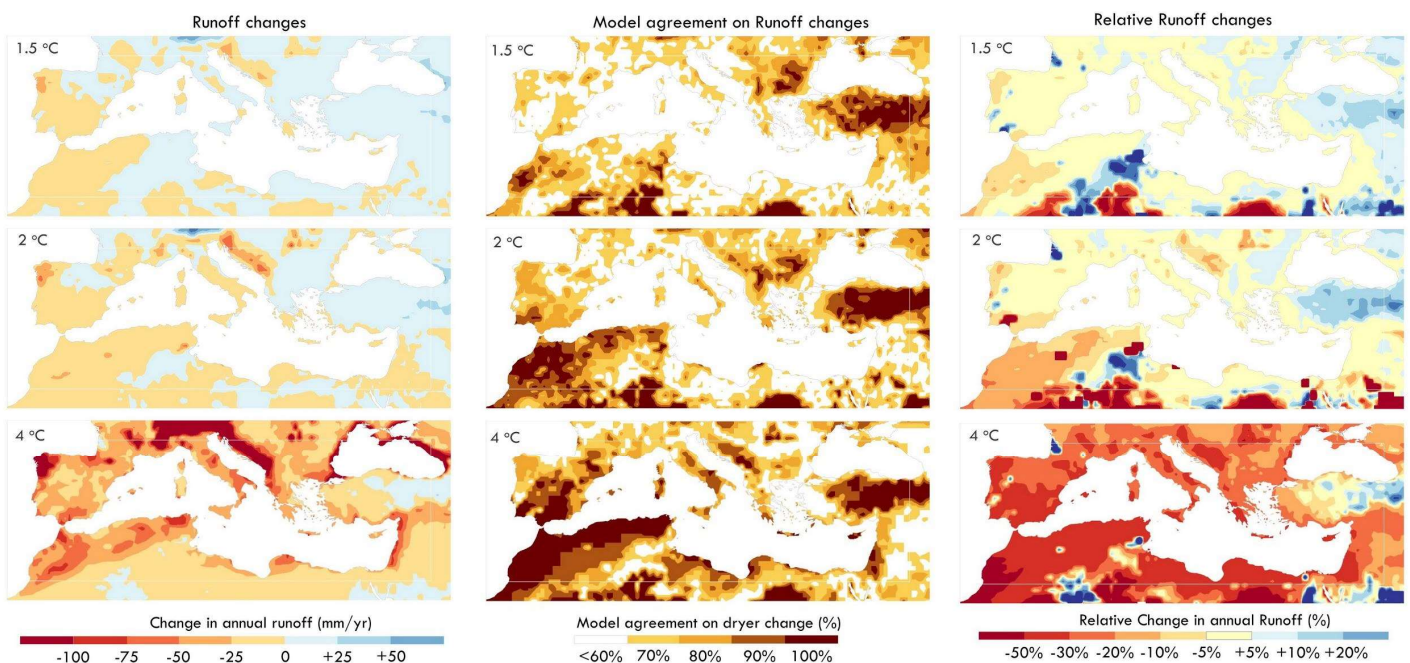 Runoff changes
Model agreement on Runoff changes
Relative Runoff changes
1.5 °C
1.5 °C
1.5 °C
2 °C
2 °C
2 °C
4 °C
4 °C
4 °C
Change in annual runoff (mm/yr)
-100 -75 -50 -25 0 +25 +50
Model agreement on dryer change (%)
<60% 70% 80% 90% 100%
Relative Change in annual Runoff (%)
-50% -30% -20% -10% -5% +5% +10% +20%